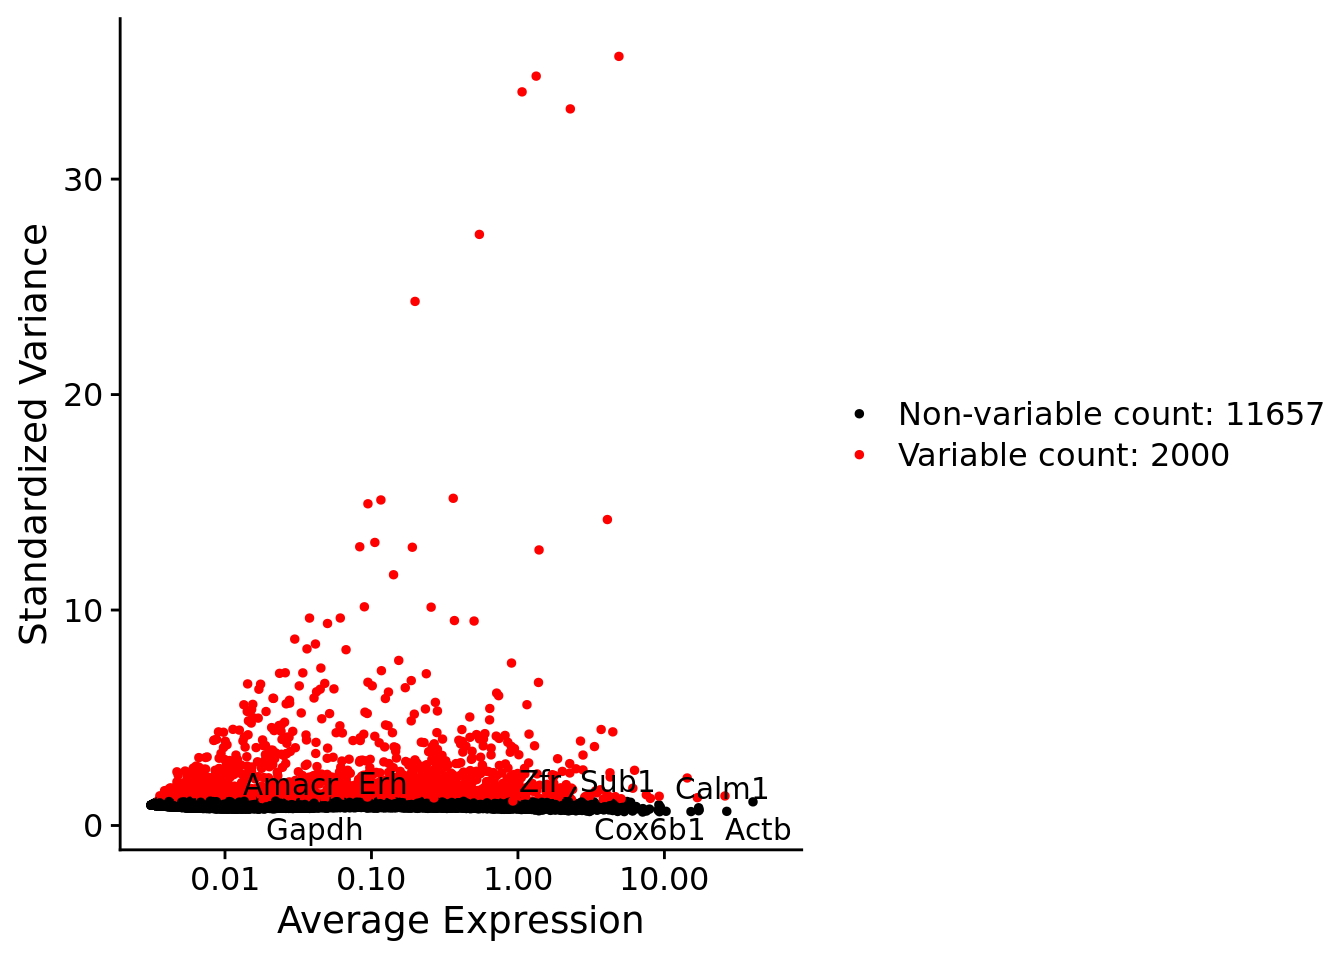 Standardized Variance
30
20
10
0
Amacr Erh Zfr Sub1 Calm1
Gapdh Cox6b1 Actb
0.01 0.10 1.00 10.00
Average Expression
Non-variable count: 11657
Variable count: 2000